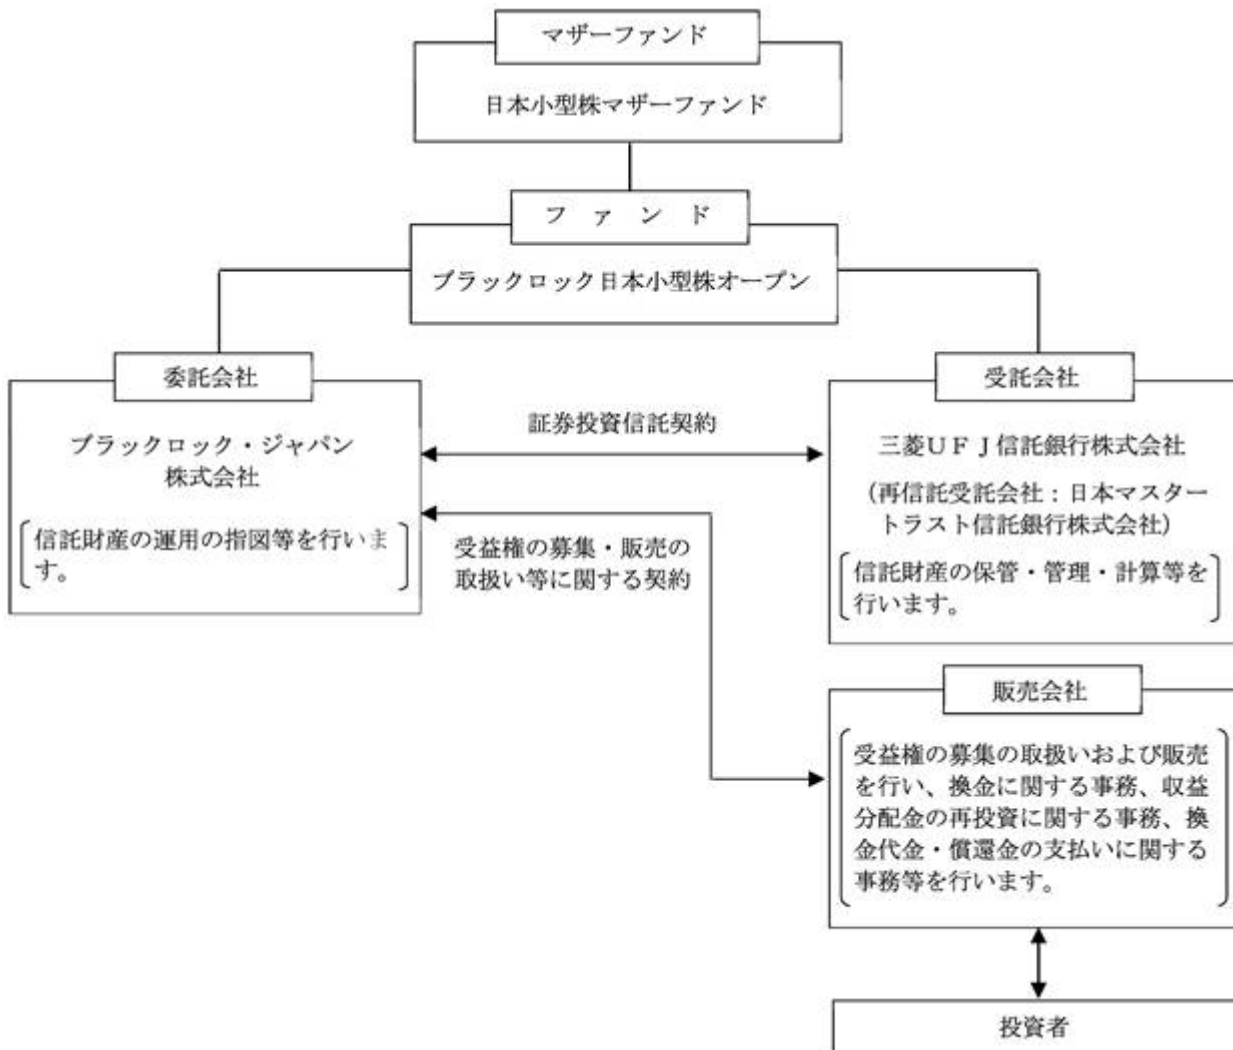 マザーファンド
日本小型株マザーファンド
ファンド
ブラックロック日本小型株オープン
委託会社
ブラックロック・ジャパン
株式会社
信託財産の運用の指図等を行いま
す。
証券投資信託契約
受益権の募集・販売の
取扱い等に関する契約
受託会社
三菱ＵＦＪ信託銀行株式会社
（再信託受託会社：日本マスター
トラスト信託銀行株式会社）
信託財産の保管・管理・計算等を
行います。
販売会社
受益権の募集の取扱いおよび販売
を行い、換金に関する事務、収益
分配金の再投資に関する事務、換
金代金・償還金の支払いに関する
事務等を行います。
投資者